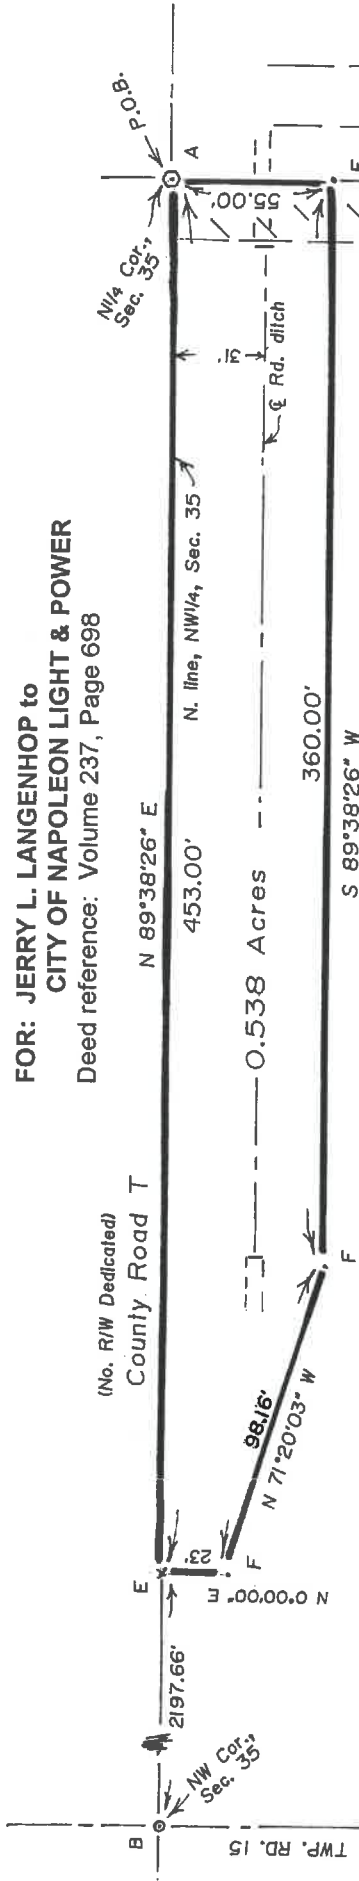 FOR: JERRY L. LANGENHOP to
CITY OF NAPOLEON LIGHT & POWER
Deed reference: Volume 237, Page 698
(No. R/W Dedicated)
County Road T
N 89°38'26" E
453.00'
N. line, NW1/4, Sec. 35
N1/4 Cor.,
Sec. 35
P.O.B.
A
55.00'
31'
℄ Rd. ditch
0.538 Acres
360.00'
S 89°38'26" W
F
98.16'
N 71°20'03" W
F
23'
N 0°00'00" E
E
2197.66'
NW Cor.,
Sec. 35
B
TWP. RD. 15